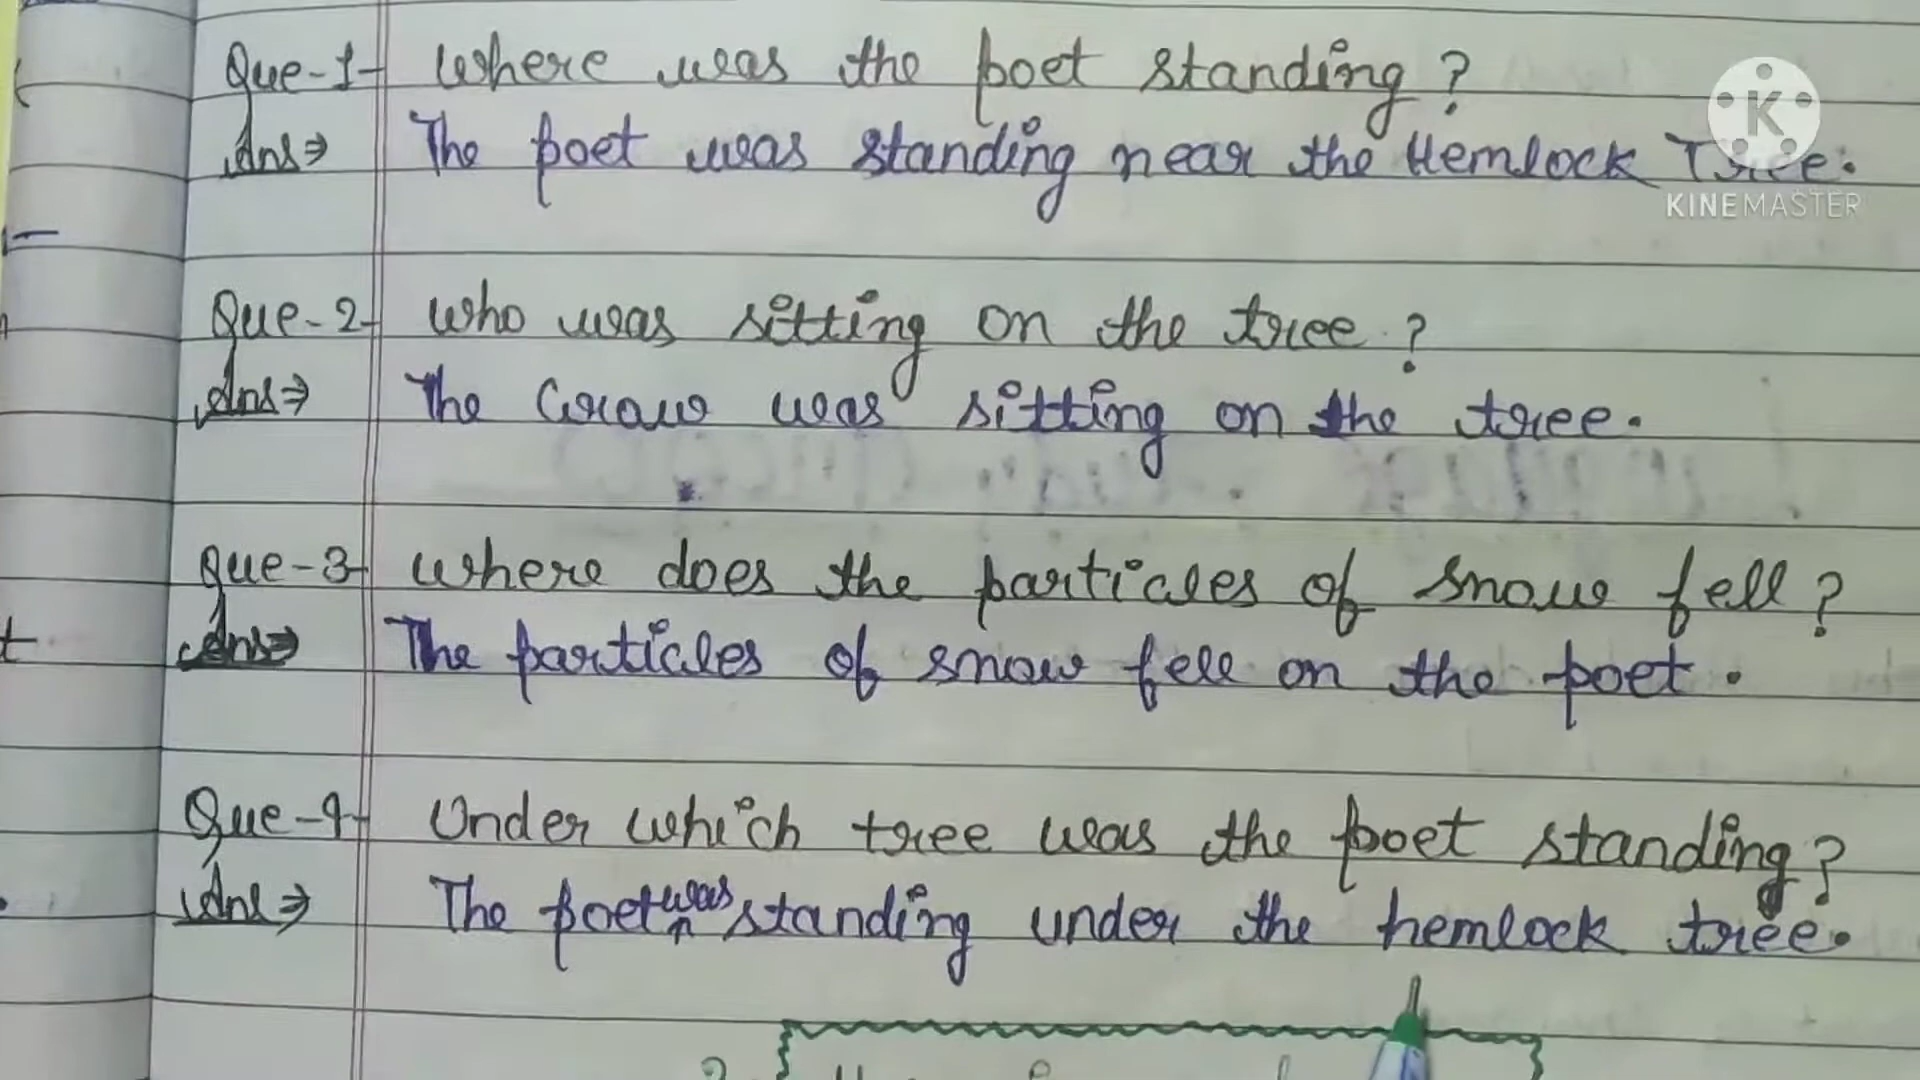 Que-1- Where was the poet standing?
Ans⇒ The poet was standing near the Hemlock Tree.
KINEMASTER
Que-2- Who was sitting on the tree ?
Ans⇒ The Crow was sitting on the tree.
Que-3- Where does the particles of snow fell ?
Ans⇒ The particles of snow fell on the poet .
Que-4- Under which tree was the poet standing?
Ans⇒ The poet was standing under the hemlock tree.